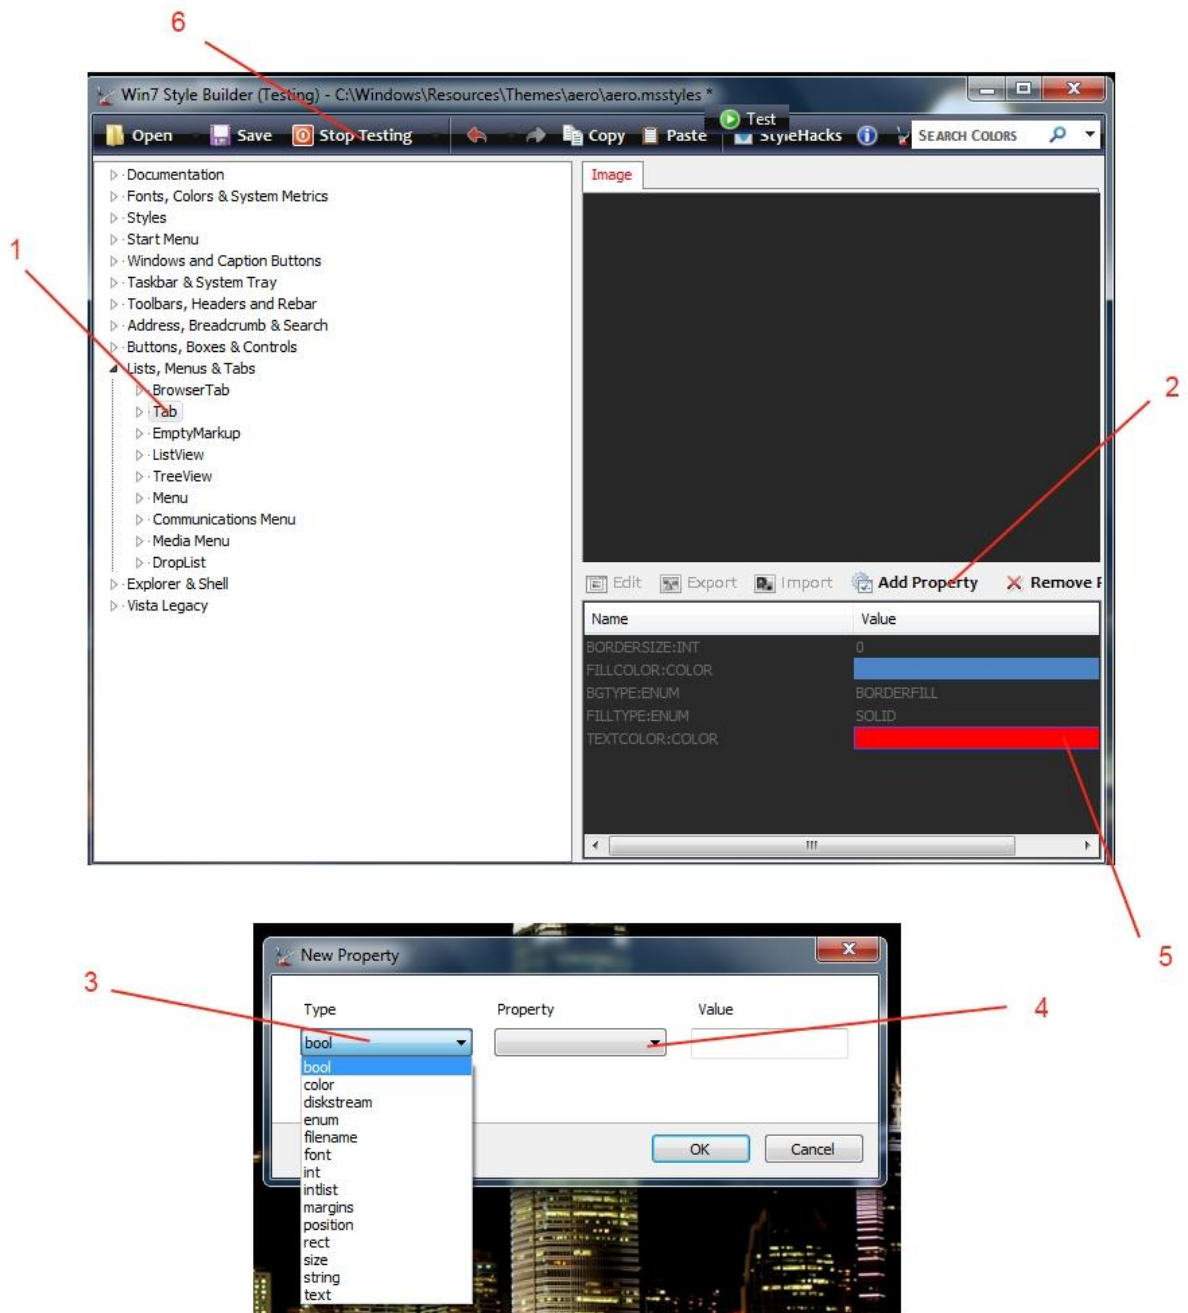 6
Win7 Style Builder (Testing) - C:\Windows\Resources\Themes\aero\aero.msstyles *
Open Save Stop Testing Copy Paste Test StyleHacks SEARCH COLORS
Documentation
Fonts, Colors & System Metrics
Styles
Start Menu
1
Windows and Caption Buttons
Taskbar & System Tray
Toolbars, Headers and Rebar
Address, Breadcrumb & Search
Buttons, Boxes & Controls
Lists, Menus & Tabs
BrowserTab
Tab
EmptyMarkup
ListView
TreeView
Menu
Communications Menu
Media Menu
DropList
Explorer & Shell
Vista Legacy
Image
2
Edit Export Import Add Property Remove P
Name Value
BORDERSIZE:INT 0
FILLCOLOR:COLOR
BGTYPE:ENUM BORDERFILL
FILLTYPE:ENUM SOLID
TEXTCOLOR:COLOR
5
New Property
3
Type Property Value
4
bool
bool
color
diskstream
enum
filename
font
int
intlist
margins
position
rect
size
string
text
OK Cancel